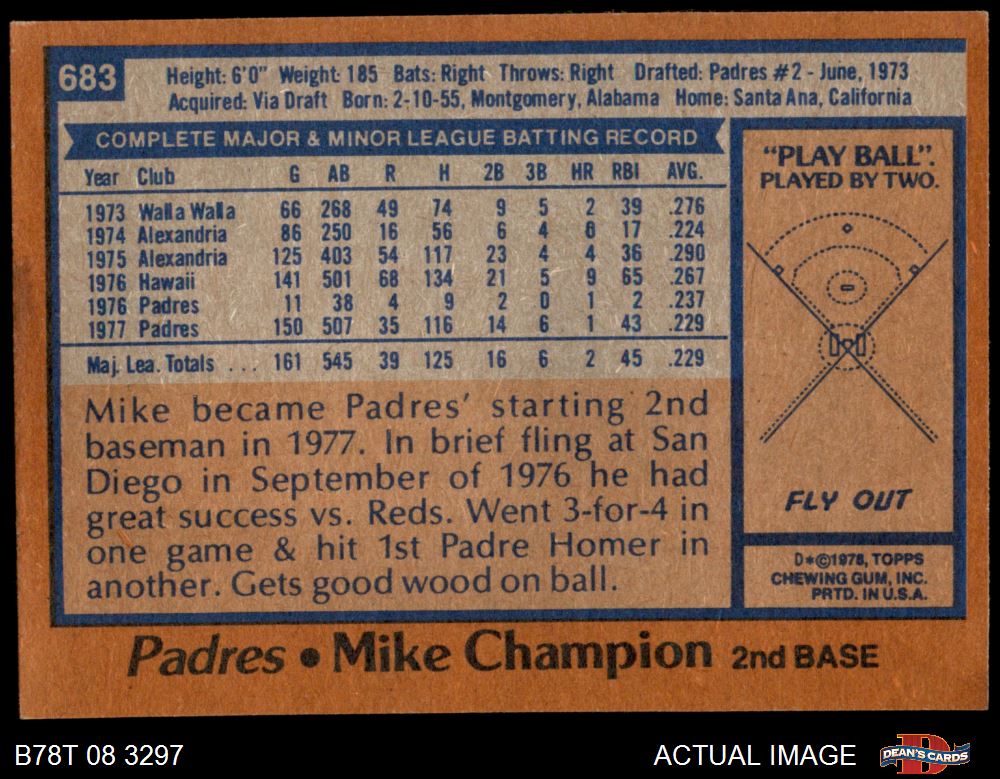 683
Height: 6'0" Weight: 185 Bats: Right Throws: Right Drafted: Padres #2 - June, 1973
Acquired: Via Draft Born: 2-10-55, Montgomery, Alabama Home: Santa Ana, California
COMPLETE MAJOR & MINOR LEAGUE BATTING RECORD
Year Club G AB R H 2B 3B HR RBI AVG.
1973 Walla Walla 66 268 49 74 9 5 2 39 .276
1974 Alexandria 86 250 16 56 6 4 0 17 .224
1975 Alexandria 125 403 54 117 23 4 4 36 .290
1976 Hawaii 141 501 68 134 21 5 9 65 .267
1976 Padres 11 38 4 9 2 0 1 2 .237
1977 Padres 150 507 35 116 14 6 1 43 .229
Maj. Lea. Totals ... 161 545 39 125 16 6 2 45 .229
Mike became Padres' starting 2nd
baseman in 1977. In brief fling at San
Diego in September of 1976 he had
great success vs. Reds. Went 3-for-4 in
one game & hit 1st Padre Homer in
another. Gets good wood on ball.
"PLAY BALL".
PLAYED BY TWO.
FLY OUT
D*©1978, TOPPS
CHEWING GUM, INC.
PRTD. IN U.S.A.
Padres • Mike Champion 2nd BASE
B78T 08 3297
ACTUAL IMAGE
D
DEAN'S CARDS